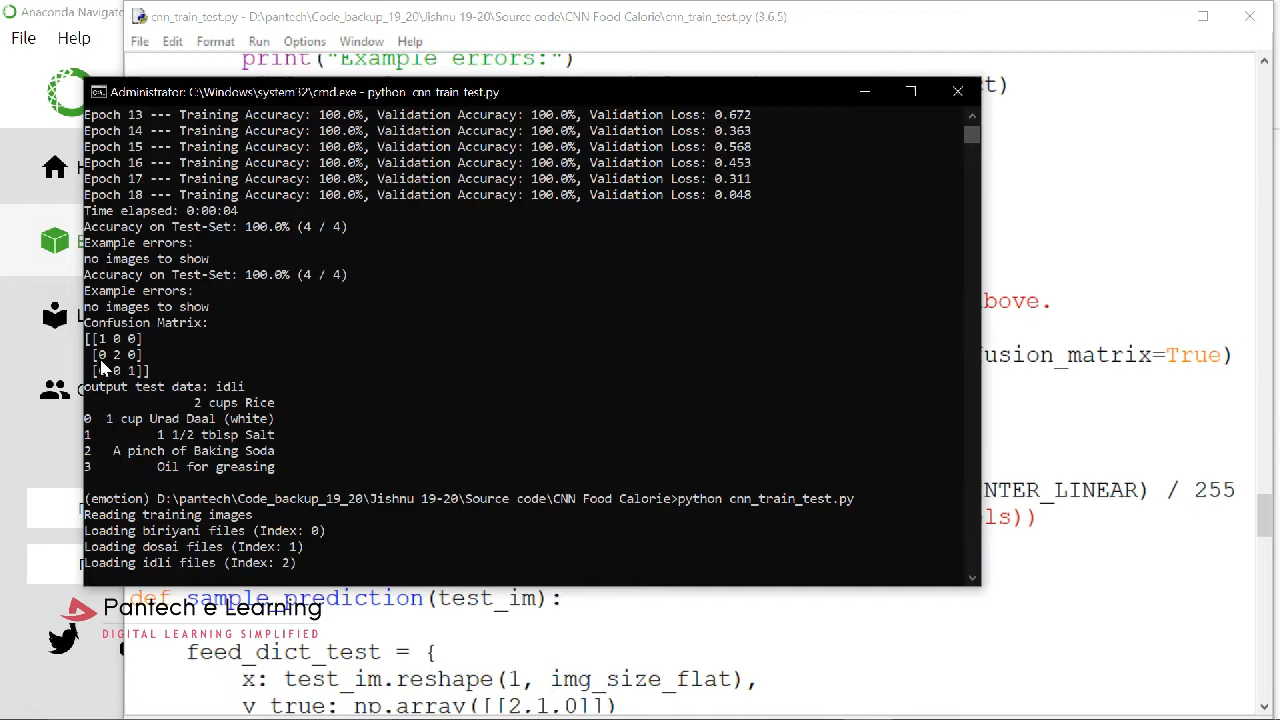 Anaconda Navigato
File Help
cnn_train_test.py - D:\pantech\Code_backup_19_20\Jishnu 19-20\Source code\CNN Food Calorie\cnn_train_test.py (3.6.5)
File Edit Format Run Options Window Help
print("Example errors:")
ct)
Administrator: C:\Windows\system32\cmd.exe - python cnn_train_test.py
Epoch 13 --- Training Accuracy: 100.0%, Validation Accuracy: 100.0%, Validation Loss: 0.672
Epoch 14 --- Training Accuracy: 100.0%, Validation Accuracy: 100.0%, Validation Loss: 0.363
Epoch 15 --- Training Accuracy: 100.0%, Validation Accuracy: 100.0%, Validation Loss: 0.568
Epoch 16 --- Training Accuracy: 100.0%, Validation Accuracy: 100.0%, Validation Loss: 0.453
Epoch 17 --- Training Accuracy: 100.0%, Validation Accuracy: 100.0%, Validation Loss: 0.311
Epoch 18 --- Training Accuracy: 100.0%, Validation Accuracy: 100.0%, Validation Loss: 0.048
Time elapsed: 0:00:04
Accuracy on Test-Set: 100.0% (4 / 4)
Example errors:
no images to show
Accuracy on Test-Set: 100.0% (4 / 4)
Example errors:
no images to show
Confusion Matrix:
[[1 0 0]
[0 2 0]
[0 0 1]]
output test data: idli
2 cups Rice
0 1 cup Urad Daal (white)
1 1 1/2 tblsp Salt
2 A pinch of Baking Soda
3 Oil for greasing
(emotion) D:\pantech\Code_backup_19_20\Jishnu 19-20\Source code\CNN Food Calorie>python cnn_train_test.py
Reading training images
Loading biriyani files (Index: 0)
Loading dosai files (Index: 1)
Loading idli files (Index: 2)
above.
fusion_matrix=True)
NTER_LINEAR) / 255
ls))
def sample_prediction(test_im):
Pantech e Learning
DIGITAL LEARNING SIMPLIFIED
feed_dict_test = {
x: test_im.reshape(1, img_size_flat),
y_true: np.array([[2,1,0]])